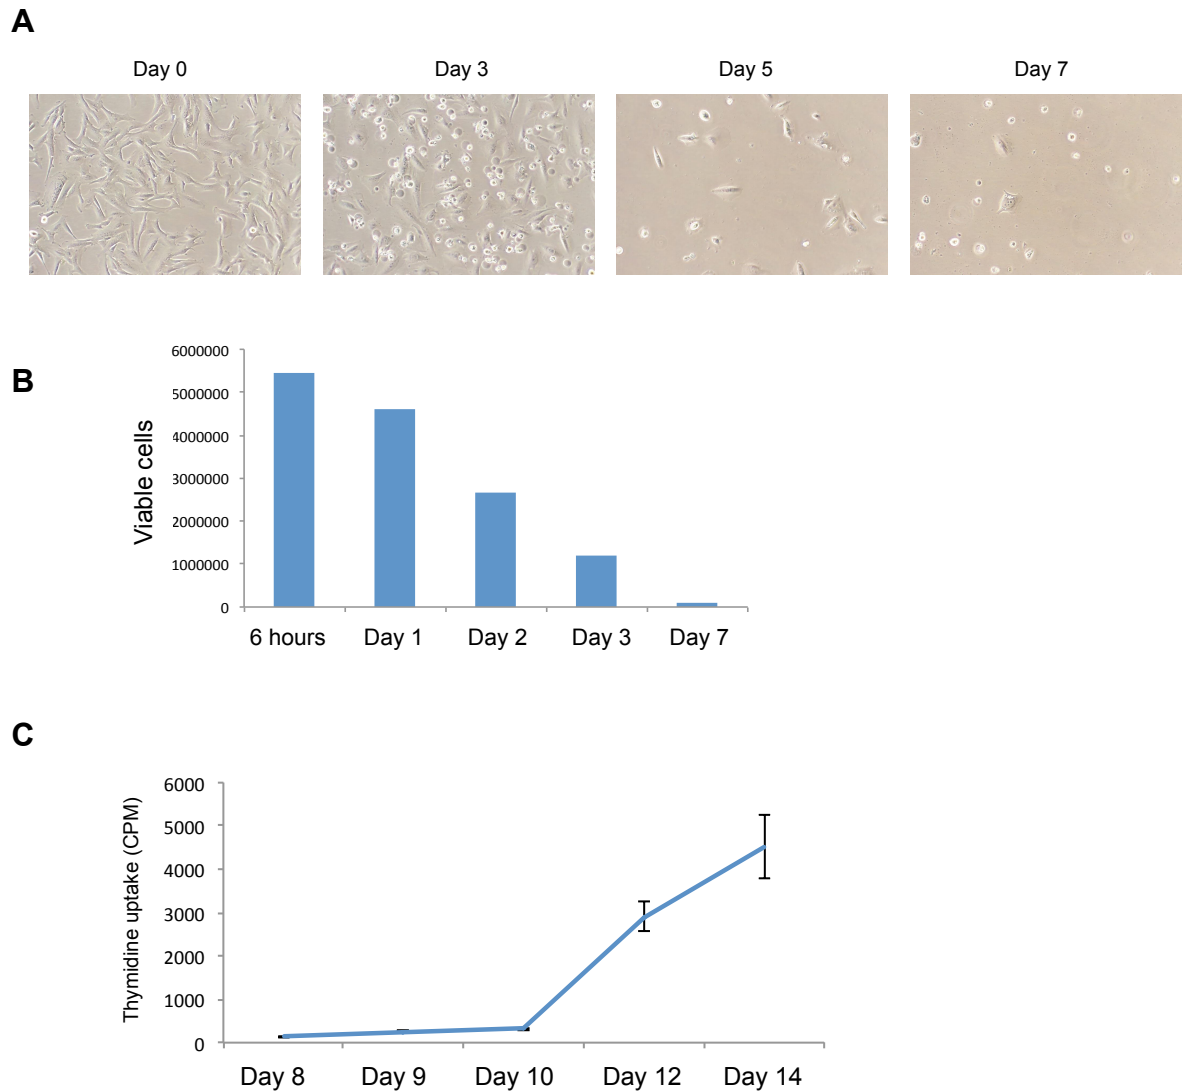 A
Day 0 Day 3 Day 5 Day 7
B
Viable cells
6000000
5000000
4000000
3000000
2000000
1000000
0
6 hours Day 1 Day 2 Day 3 Day 7
C
Thymidine uptake (CPM)
6000
5000
4000
3000
2000
1000
0
Day 8 Day 9 Day 10 Day 12 Day 14